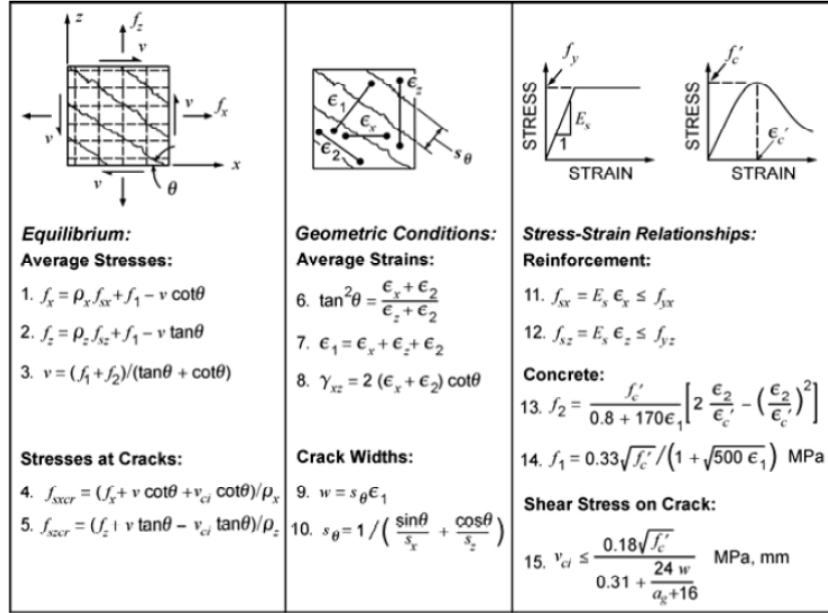 z
f_z
v
v
f_x
v
x
v
θ
Equilibrium:
Average Stresses:
1. f_x = ρ_x f_sx + f_1 − v cotθ
2. f_z = ρ_z f_sz + f_1 − v tanθ
3. v = (f_1 + f_2)/(tanθ + cotθ)
Stresses at Cracks:
4. f_sxcr = (f_x + v cotθ + v_ci cotθ)/ρ_x
5. f_szcr = (f_z + v tanθ − v_ci tanθ)/ρ_z
ϵ_1
ϵ_z
ϵ_x
ϵ_2
s_θ
Geometric Conditions:
Average Strains:
6. tan²θ = (ϵ_x + ϵ_2)/(ϵ_z + ϵ_2)
7. ϵ_1 = ϵ_x + ϵ_z + ϵ_2
8. γ_xz = 2 (ϵ_x + ϵ_2) cotθ
Crack Widths:
9. w = s_θ ϵ_1
10. s_θ = 1/(sinθ/s_x + cosθ/s_z)
f_y
STRESS
E_s
1
STRAIN
f_c′
STRESS
ϵ_c′
STRAIN
Stress-Strain Relationships:
Reinforcement:
11. f_sx = E_s ϵ_x ≤ f_yx
12. f_sz = E_s ϵ_z ≤ f_yz
Concrete:
13. f_2 = f_c′/(0.8 + 170ϵ_1) [2 ϵ_2/ϵ_c′ − (ϵ_2/ϵ_c′)²]
14. f_1 = 0.33√f_c′/(1 + √500 ϵ_1) MPa
Shear Stress on Crack:
15. v_ci ≤ 0.18√f_c′/(0.31 + 24 w/(a_g+16)) MPa, mm